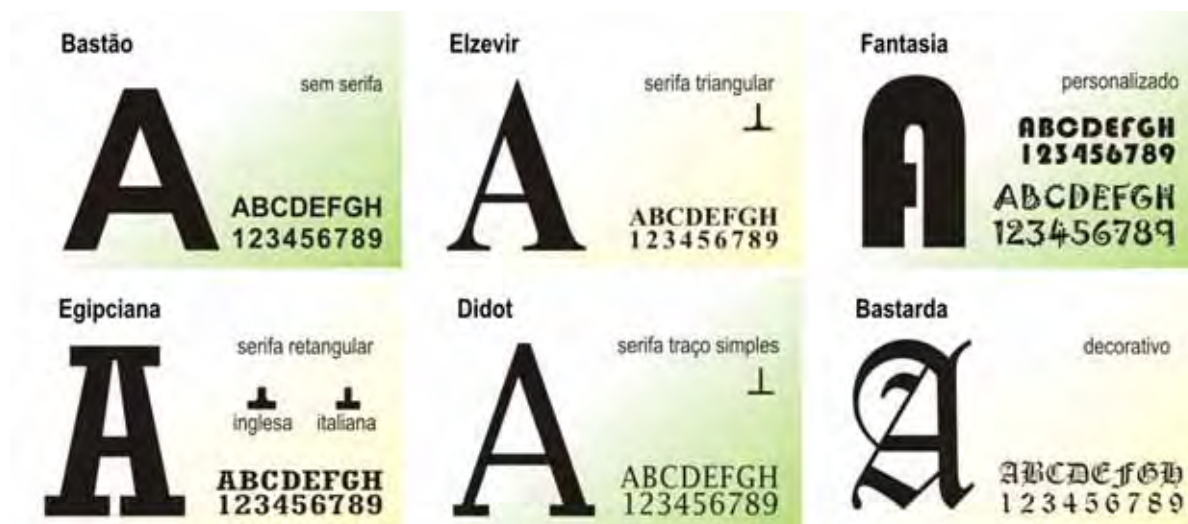 Bastão
sem serifa
A
ABCDEFGH
123456789
Elzevir
serifa triangular
A
ABCDEFGH
123456789
Fantasia
personalizado
A
ABCDEFGH
123456789
ABCDEFGH
123456789
Egipciana
serifa retangular
inglesa italiana
A
ABCDEFGH
123456789
Didot
serifa traço simples
A
ABCDEFGH
123456789
Bastarda
decorativo
A
ABCDEFGH
123456789